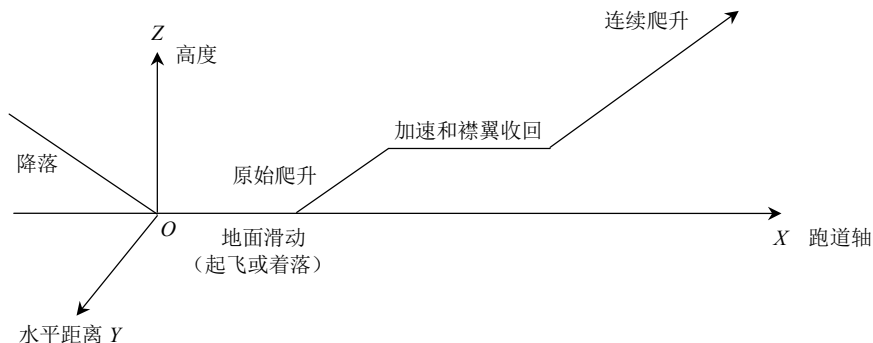 连续爬升
Z
高度
加速和襟翼收回
降落
原始爬升
O
地面滑动
（起飞或着落）
X 跑道轴
水平距离 Y